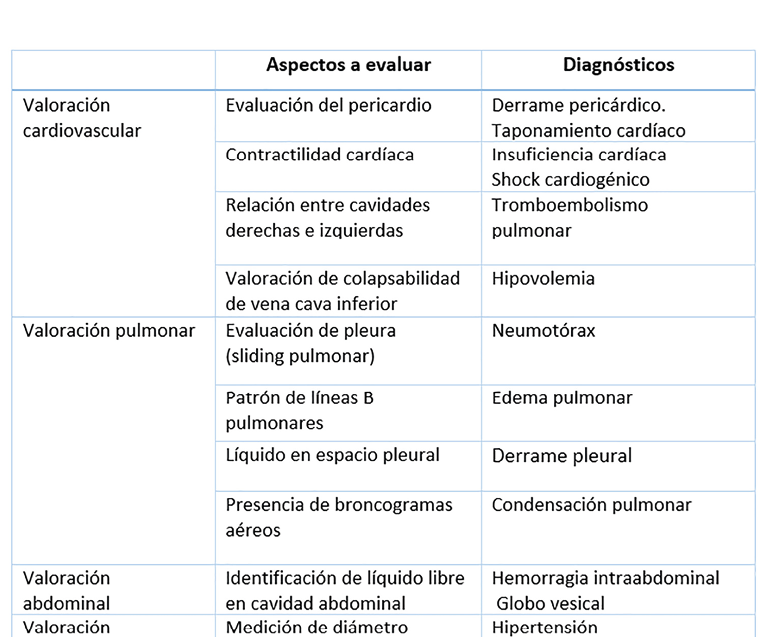 Aspectos a evaluar
Diagnósticos
Valoración
cardiovascular
Evaluación del pericardio
Derrame pericárdico.
Taponamiento cardíaco
Contractilidad cardíaca
Insuficiencia cardíaca
Shock cardiogénico
Relación entre cavidades
derechas e izquierdas
Tromboembolismo
pulmonar
Valoración de colapsabilidad
de vena cava inferior
Hipovolemia
Valoración pulmonar
Evaluación de pleura
(sliding pulmonar)
Neumotórax
Patrón de líneas B
pulmonares
Edema pulmonar
Líquido en espacio pleural
Derrame pleural
Presencia de broncogramas
aéreos
Condensación pulmonar
Valoración
abdominal
Identificación de líquido libre
en cavidad abdominal
Hemorragia intraabdominal
Globo vesical
Valoración
Medición de diámetro
Hipertensión